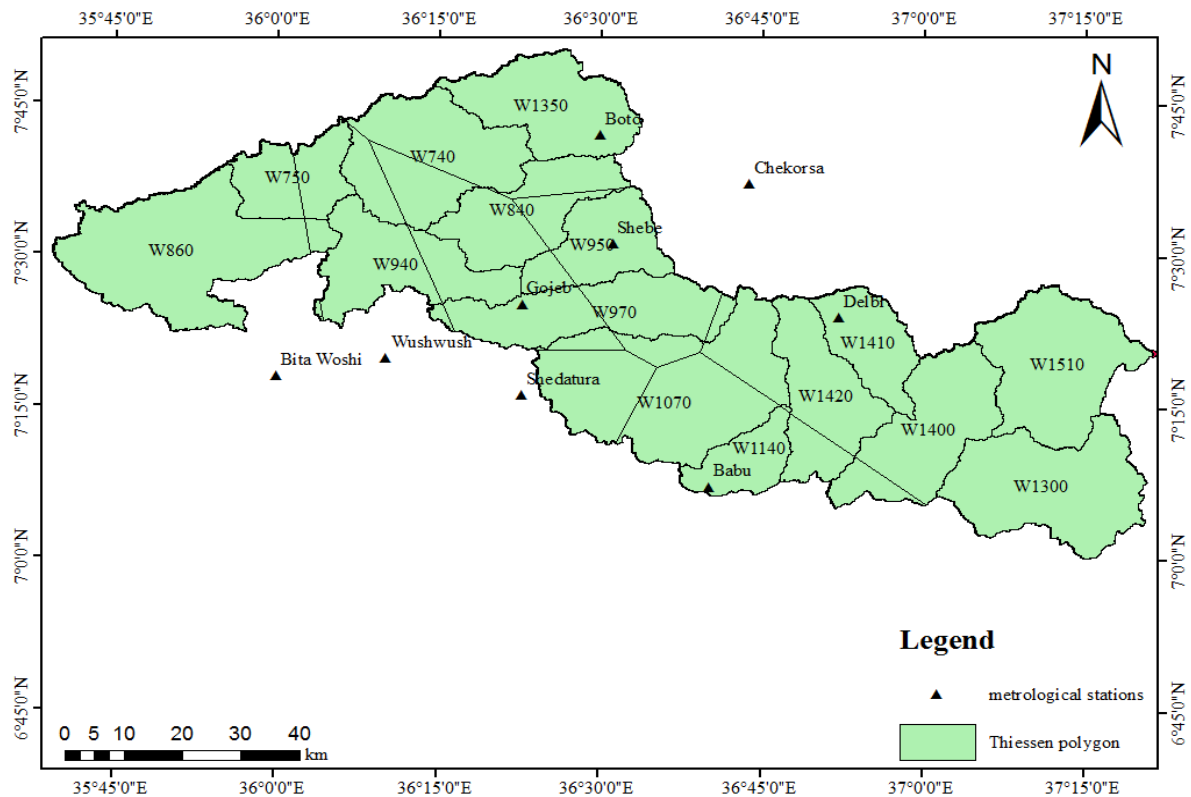 35°45'0"E 36°0'0"E 36°15'0"E 36°30'0"E 36°45'0"E 37°0'0"E 37°15'0"E
N
7°45'0"N
7°45'0"N
W1350
Boto
W740
Chekorsa
W750
W840
Shebe
W950
7°30'0"N
7°30'0"N
W860
W940
Gojeb
Delbi
W970
W1410
Wushwush
Bita Woshi
W1510
Shedatura
7°15'0"N
7°15'0"N
W1070
W1420
W1400
W1140
Babu
W1300
7°0'0"N
7°0'0"N
Legend
metrological stations
Thiessen polygon
6°45'0"N
6°45'0"N
0 5 10 20 30 40
km
35°45'0"E 36°0'0"E 36°15'0"E 36°30'0"E 36°45'0"E 37°0'0"E 37°15'0"E